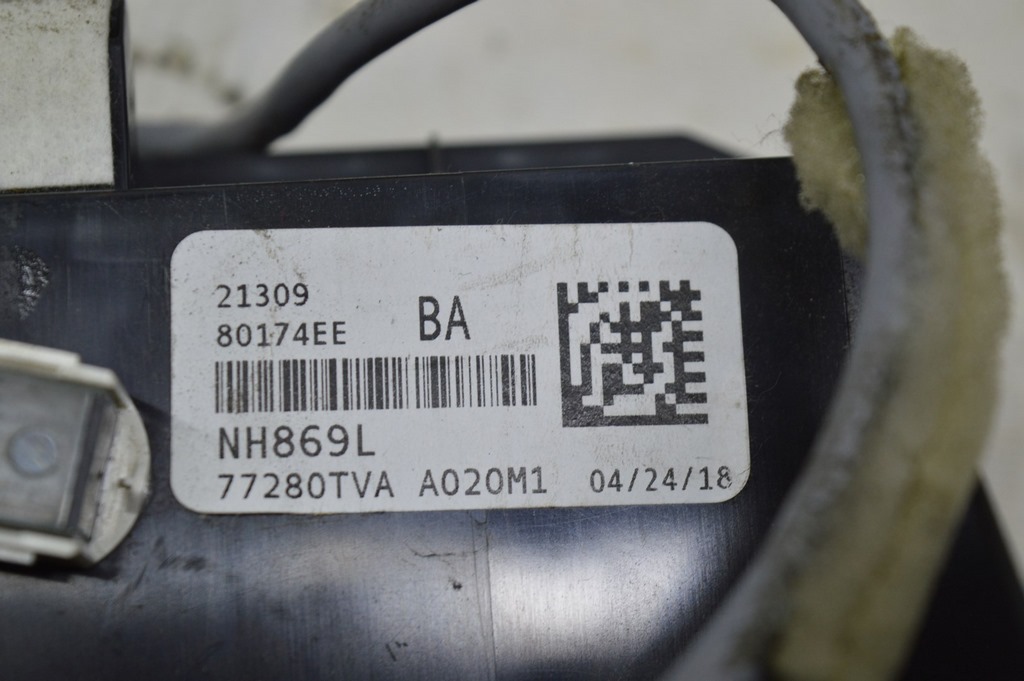 21309
80174EE BA
NH869L
77280TVA A020M1 04/24/18